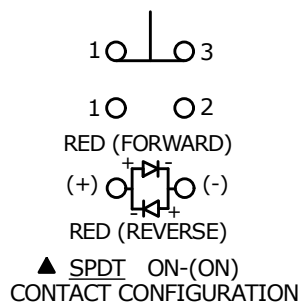 1 3
1 2
RED (FORWARD)
+ -
(+) (-)
- +
RED (REVERSE)
▲ SPDT ON-(ON)
CONTACT CONFIGURATION